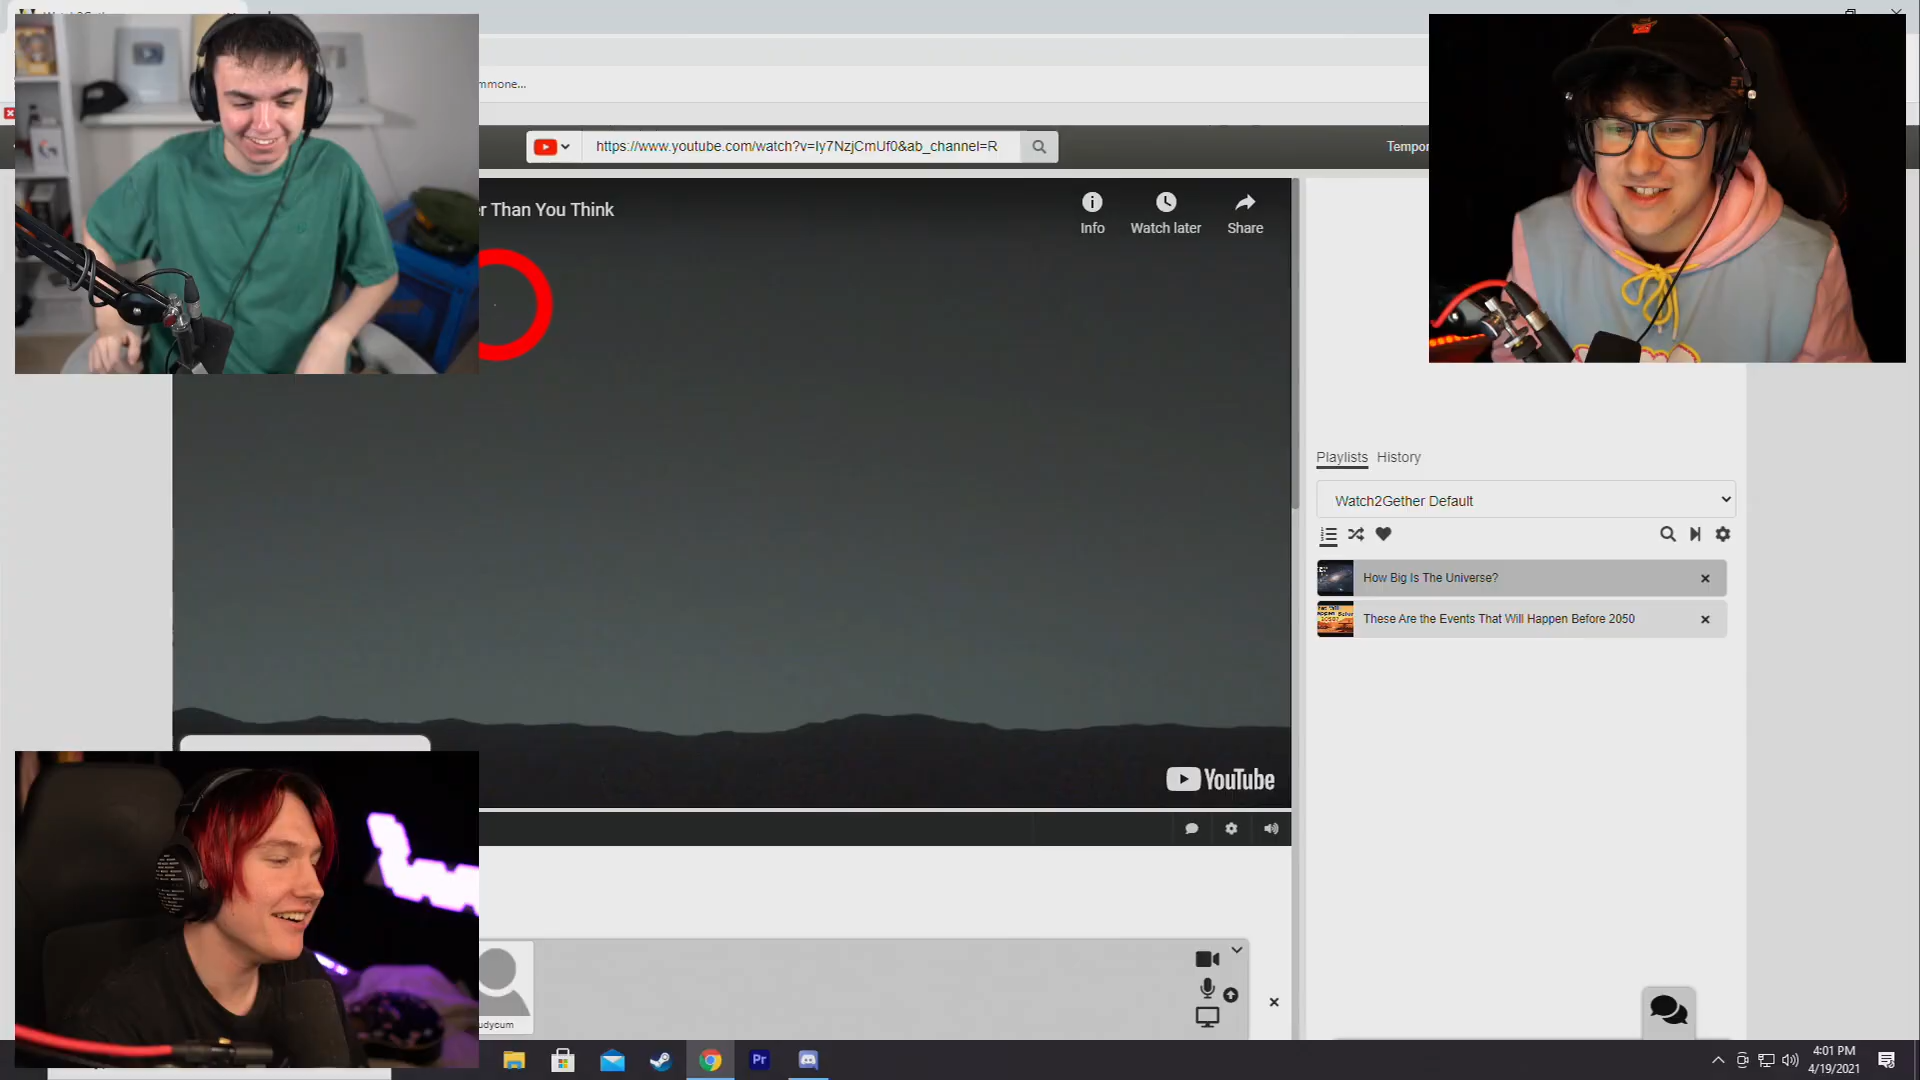 mmone...
https://www.youtube.com/watch?v=Iy7NzjCmUf0&ab_channel=R
Tempor
r Than You Think
Info
Watch later
Share
Playlists
History
Watch2Gether Default
How Big Is The Universe?
These Are the Events That Will Happen Before 2050
YouTube
udycum
Pr
4:01 PM
4/19/2021